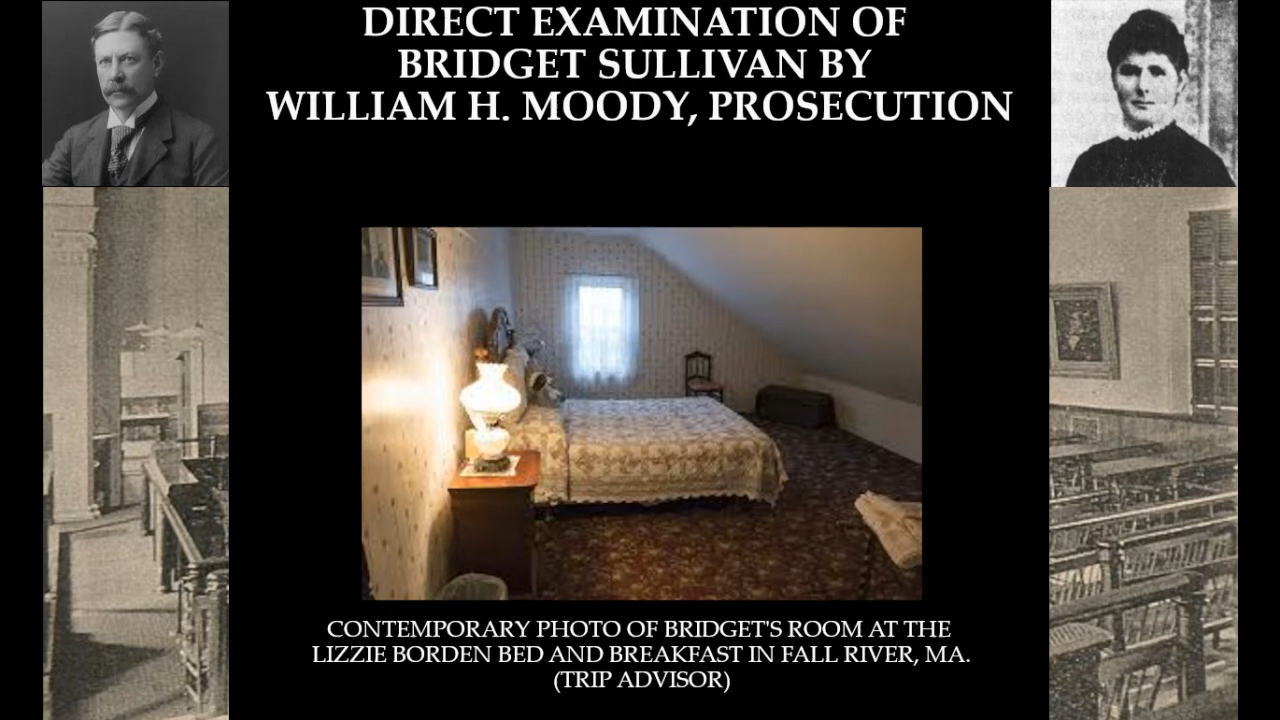 DIRECT EXAMINATION OF
BRIDGET SULLIVAN BY
WILLIAM H. MOODY, PROSECUTION
CONTEMPORARY PHOTO OF BRIDGET'S ROOM AT THE
LIZZIE BORDEN BED AND BREAKFAST IN FALL RIVER, MA.
(TRIP ADVISOR)